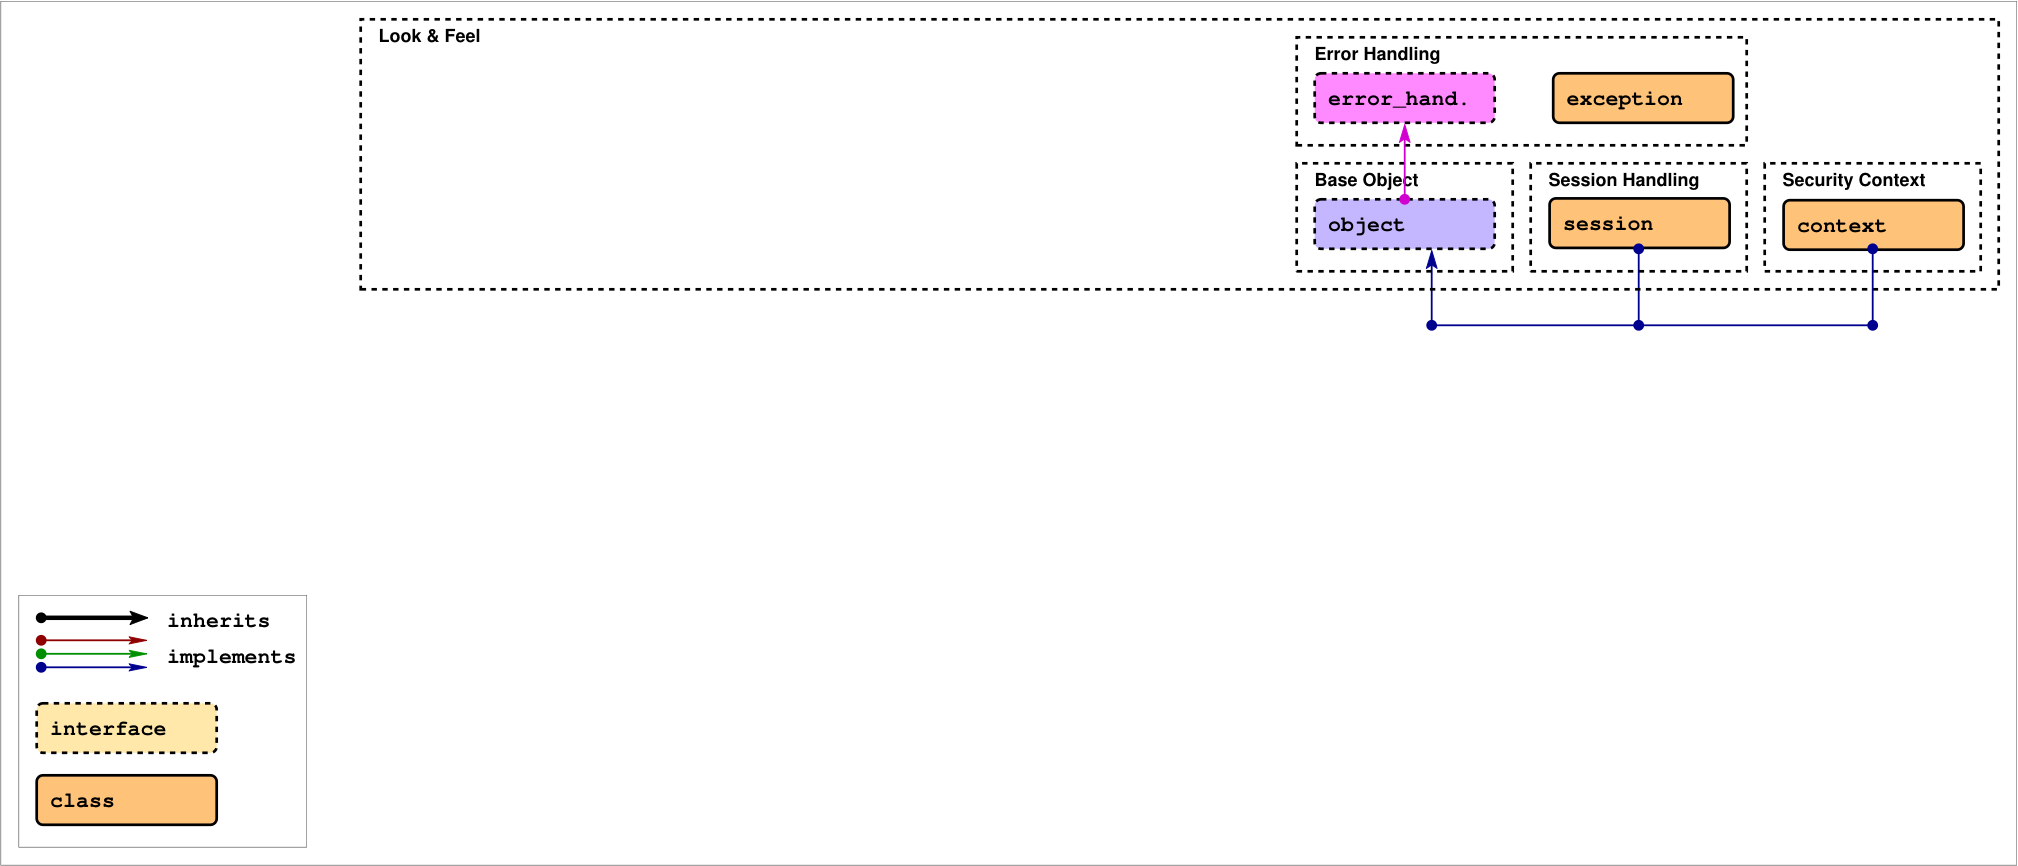 Look & Feel
Error Handling
error_hand.
exception
Base Object
Session Handling
Security Context
object
session
context
inherits
implements
interface
class